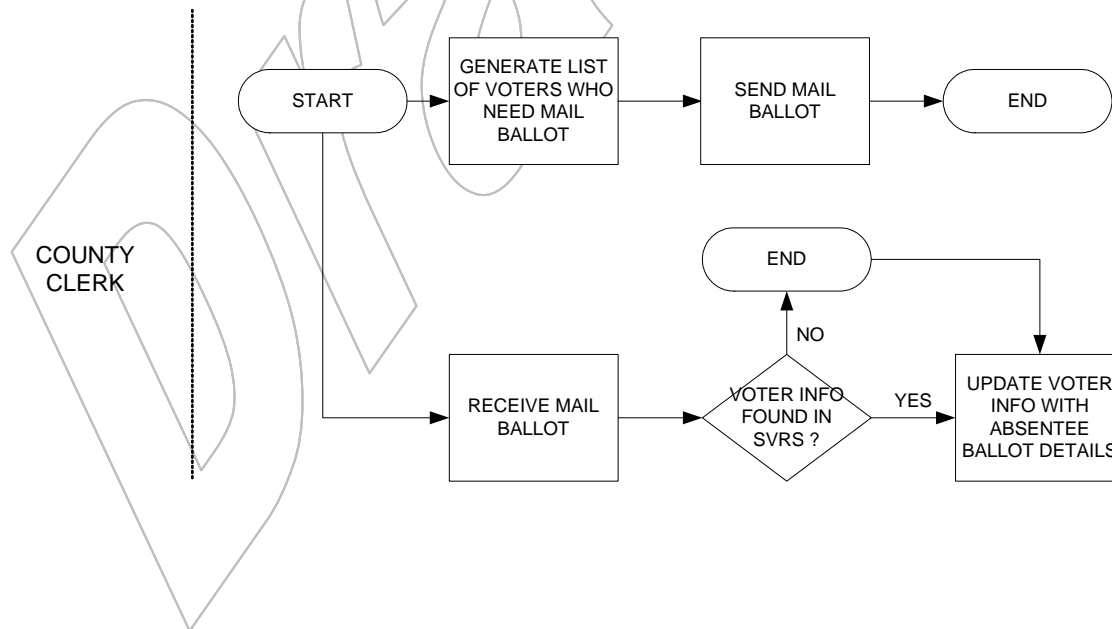 START
GENERATE LIST
OF VOTERS WHO
NEED MAIL
BALLOT
SEND MAIL
BALLOT
END
COUNTY
CLERK
END
NO
RECEIVE MAIL
BALLOT
VOTER INFO
FOUND IN
SVRS ?
YES
UPDATE VOTER
INFO WITH
ABSENTEE
BALLOT DETAILS